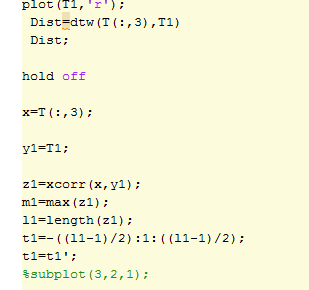 plot(T1,'r');
Dist=dtw(T(:,3),T1)
Dist;
hold off
x=T(:,3);
y1=T1;
z1=xcorr(x,y1);
m1=max(z1);
l1=length(z1);
t1=-((l1-1)/2):1:((l1-1)/2);
t1=t1';
%subplot(3,2,1);